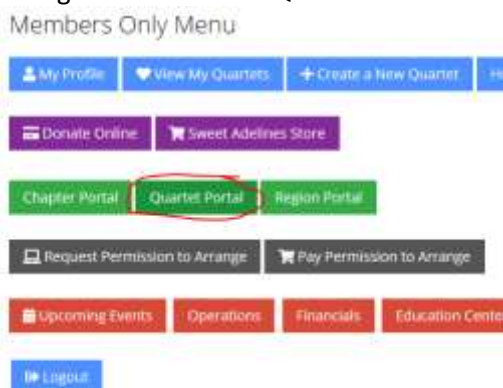 Members Only Menu
My Profile View My Quartets Create a New Quartet
Donate Online Sweet Adelines Store
Chapter Portal Quartet Portal Region Portal
Request Permission to Arrange Pay Permission to Arrange
Upcoming Events Operations Financials Education Cente
Logout